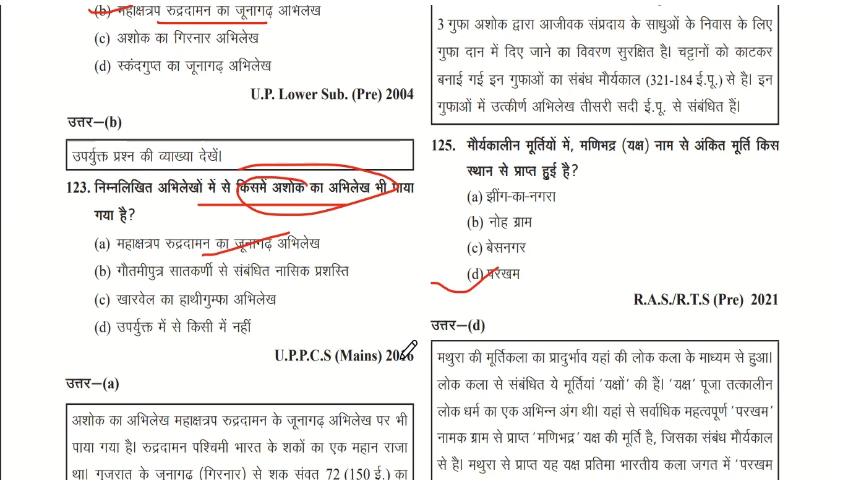 (b) महाक्षत्रप रुद्रदामन का जूनागढ़ अभिलेख
(c) अशोक का गिरनार अभिलेख
(d) स्कंदगुप्त का जूनागढ़ अभिलेख
U.P. Lower Sub. (Pre) 2004
उत्तर–(b)
उपर्युक्त प्रश्न की व्याख्या देखें।
123. निम्नलिखित अभिलेखों में से किसमें अशोक का अभिलेख भी पाया
गया है?
(a) महाक्षत्रप रुद्रदामन का जूनागढ़ अभिलेख
(b) गौतमीपुत्र सातकर्णी से संबंधित नासिक प्रशस्ति
(c) खारवेल का हाथीगुम्फा अभिलेख
(d) उपर्युक्त में से किसी में नहीं
U.P.P.C.S (Mains)
उत्तर–(a)
अशोक का अभिलेख महाक्षत्रप रुद्रदामन के जूनागढ़ अभिलेख पर भी
पाया गया है। रुद्रदामन पश्चिमी भारत के शकों का एक महान राजा
था। गुजरात के जूनागढ़ (गिरनार) से शक संवत 72 (150 ई.) का
3 गुफा अशोक द्वारा आजीवक संप्रदाय के साधुओं के निवास के लिए
गुफा दान में दिए जाने का विवरण सुरक्षित है। चट्टानों को काटकर
बनाई गई इन गुफाओं का संबंध मौर्यकाल (321-184 ई.पू.) से है। इन
गुफाओं में उत्कीर्ण अभिलेख तीसरी सदी ई.पू. से संबंधित हैं।
125. मौर्यकालीन मूर्तियों में, मणिभद्र (यक्ष) नाम से अंकित मूर्ति किस
स्थान से प्राप्त हुई है?
(a) झींग-का-नगरा
(b) नोह ग्राम
(c) बेसनगर
(d) परखम
R.A.S./R.T.S (Pre) 2021
उत्तर–(d)
मथुरा की मूर्तिकला का प्रादुर्भाव यहां की लोक कला के माध्यम से हुआ।
लोक कला से संबंधित ये मूर्तियां 'यक्षों' की हैं। 'यक्ष' पूजा तत्कालीन
लोक धर्म का एक अभिन्न अंग थी। यहां से सर्वाधिक महत्वपूर्ण 'परखम'
नामक ग्राम से प्राप्त 'मणिभद्र' यक्ष की मूर्ति है, जिसका संबंध मौर्यकाल
से है। मथुरा से प्राप्त यह यक्ष प्रतिमा भारतीय कला जगत में 'परखम